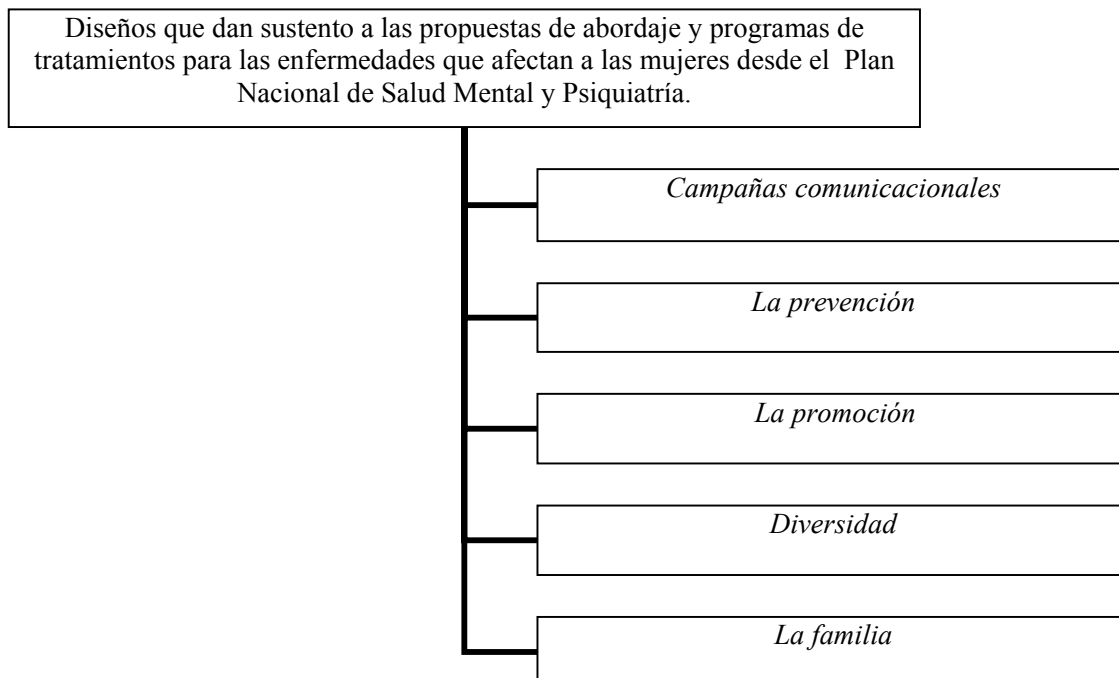 Diseños que dan sustento a las propuestas de abordaje y programas de
tratamientos para las enfermedades que afectan a las mujeres desde el Plan
Nacional de Salud Mental y Psiquiatría.
Campañas comunicacionales
La prevención
La promoción
Diversidad
La familia